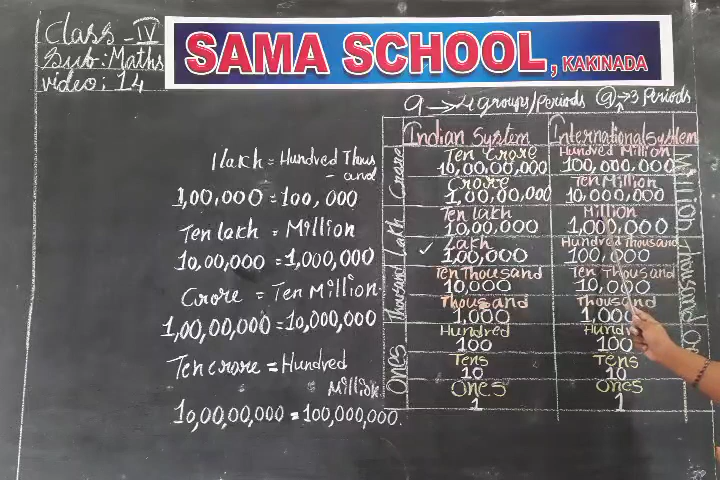 Class - IV
Sub: Maths
video: 14
SAMA SCHOOL, KAKINADA
9 → 4 groups/periods 9 → 3 periods
1 lakh = Hundred Thous
- and
1,00,000 = 100,000
Ten lakh = Million
10,00,000 = 1,000,000
Crore = Ten Million
1,00,00,000 = 10,000,000
Ten crore = Hundred
Million
10,00,00,000 = 100,000,000
Indian System International system
Crore
Ten Crore Hundred Million
10,00,00,000 100,000,000
Crore Ten Million
1,00,00,000 10,000,000
Lakh
Ten lakh Million
10,00,000 1,000,000
✓ Lakh Hundred Thousand
1,00,000 100,000
Thousand
Ten Thousand Ten Thousand
10,000 10,000
Thousand Thousand
1,000 1,000
Ones
Hundred Hund
100 100
Tens Tens
10 10
Ones Ones
1 1
Million
Thousand